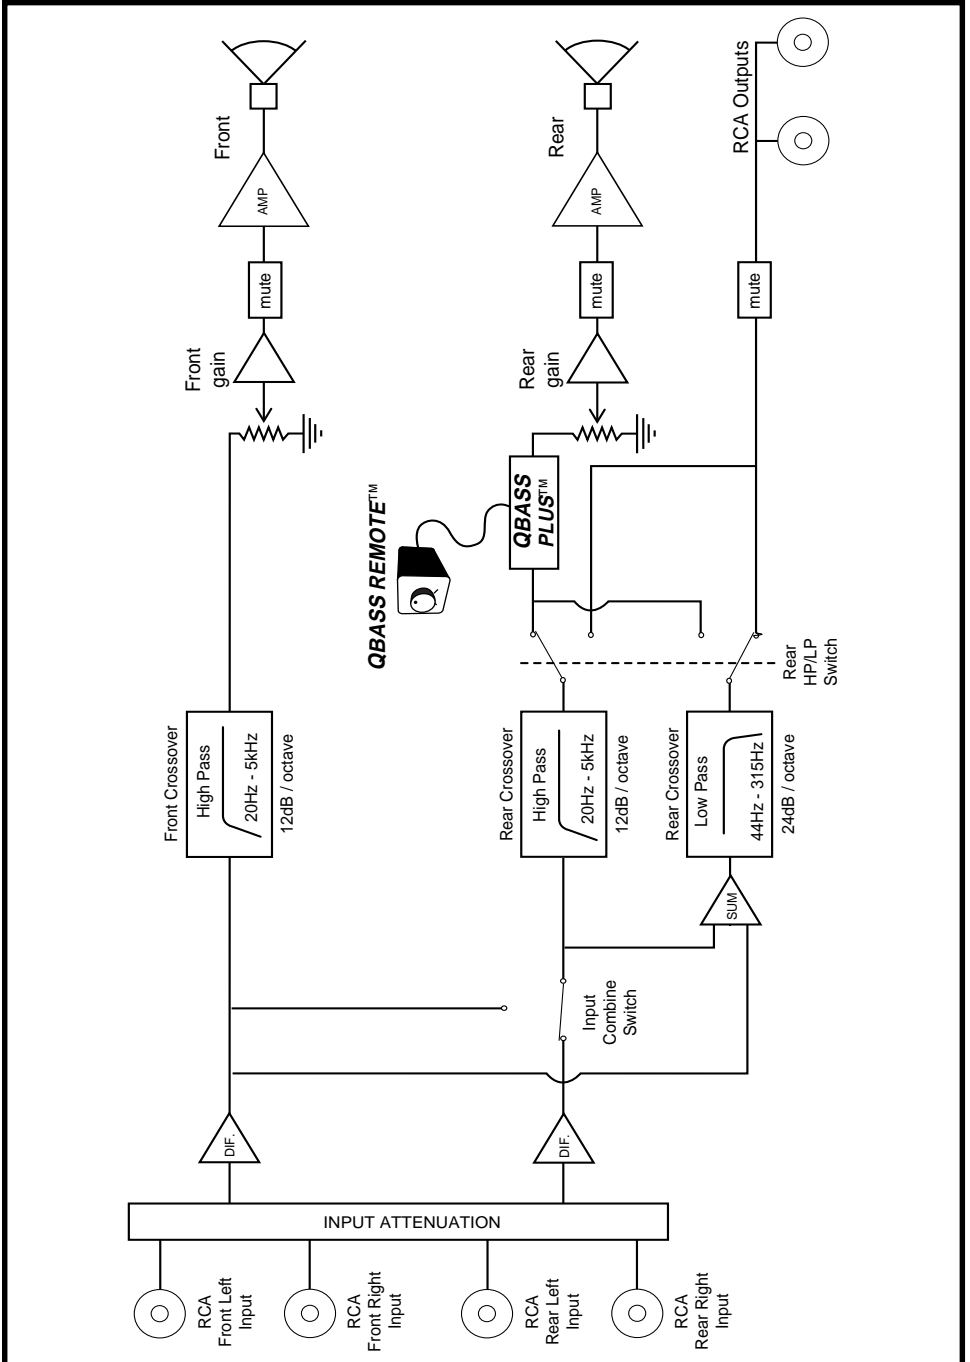 Front
AMP
mute
Front
gain
Rear
AMP
mute
Rear
gain
RCA Outputs
mute
QBASS REMOTE™
QBASS
PLUS™
Rear
HP/LP
Switch
Front Crossover
High Pass
20Hz - 5kHz
12dB / octave
Rear Crossover
High Pass
20Hz - 5kHz
12dB / octave
Rear Crossover
Low Pass
44Hz - 315Hz
24dB / octave
SUM
Input
Combine
Switch
DIF.
DIF.
INPUT ATTENUATION
RCA
Front Left
Input
RCA
Front Right
Input
RCA
Rear Left
Input
RCA
Rear Right
Input